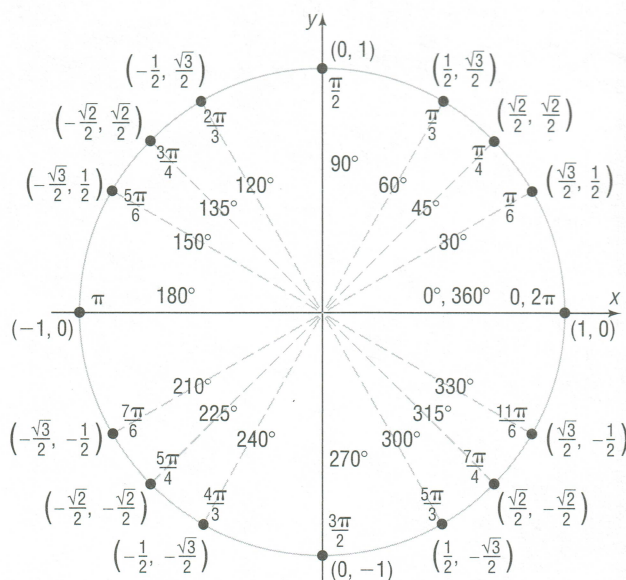 y
(0, 1)
(-1/2, √3/2)
(1/2, √3/2)
(-√2/2, √2/2)
(√2/2, √2/2)
π/2
2π/3
π/3
3π/4
π/4
(-√3/2, 1/2)
(√3/2, 1/2)
90°
120°
60°
5π/6
π/6
135°
45°
150°
30°
π
180°
0°, 360°
0, 2π
x
(-1, 0)
(1, 0)
210°
330°
7π/6
11π/6
225°
315°
(-√3/2, -1/2)
(√3/2, -1/2)
240°
300°
270°
5π/4
7π/4
(-√2/2, -√2/2)
(√2/2, -√2/2)
4π/3
5π/3
3π/2
(-1/2, -√3/2)
(1/2, -√3/2)
(0, -1)